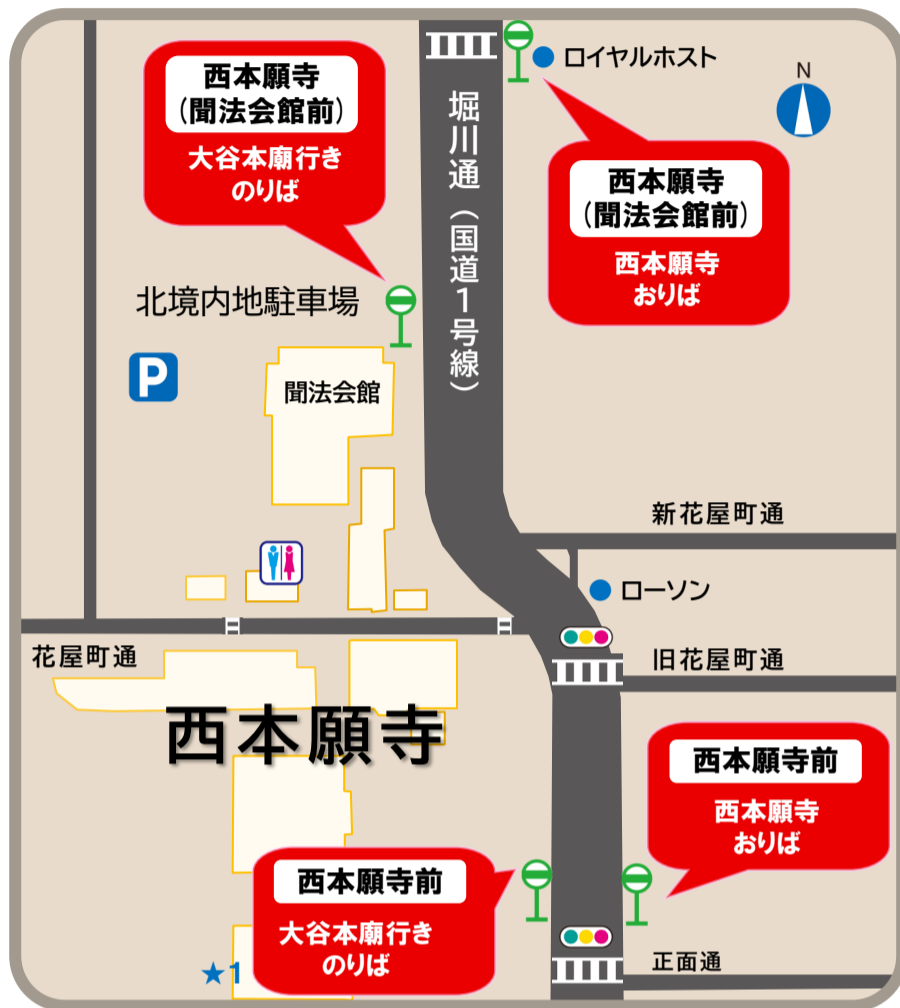 西本願寺
(聞法会館前)
大谷本廟行き
のりば
ロイヤルホスト
N
堀川通(国道1号線)
西本願寺
(聞法会館前)
西本願寺
おりば
北境内地駐車場
P
聞法会館
新花屋町通
ローソン
花屋町通
旧花屋町通
西本願寺
西本願寺前
西本願寺
おりば
西本願寺前
大谷本廟行き
のりば
★1
正面通